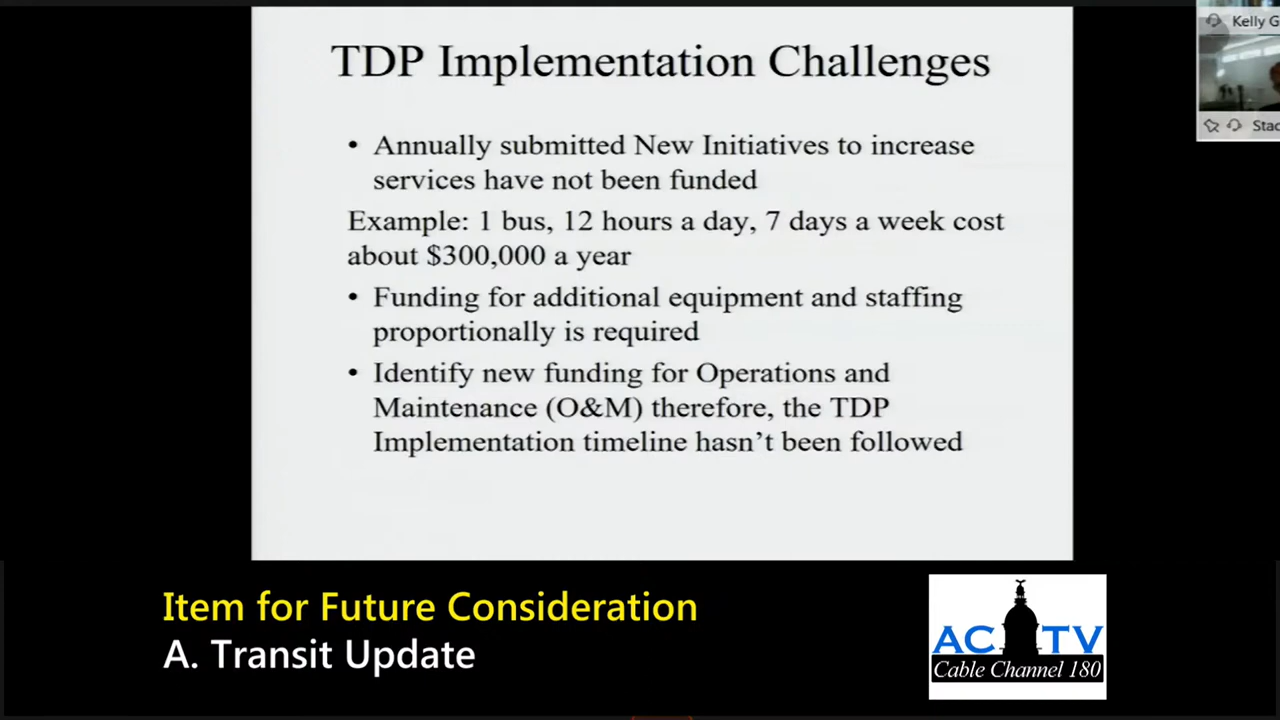 TDP Implementation Challenges
• Annually submitted New Initiatives to increase
services have not been funded
Example: 1 bus, 12 hours a day, 7 days a week cost
about $300,000 a year
• Funding for additional equipment and staffing
proportionally is required
• Identify new funding for Operations and
Maintenance (O&M) therefore, the TDP
Implementation timeline hasn't been followed
Kelly G
Item for Future Consideration
A. Transit Update
AC TV
Cable Channel 180